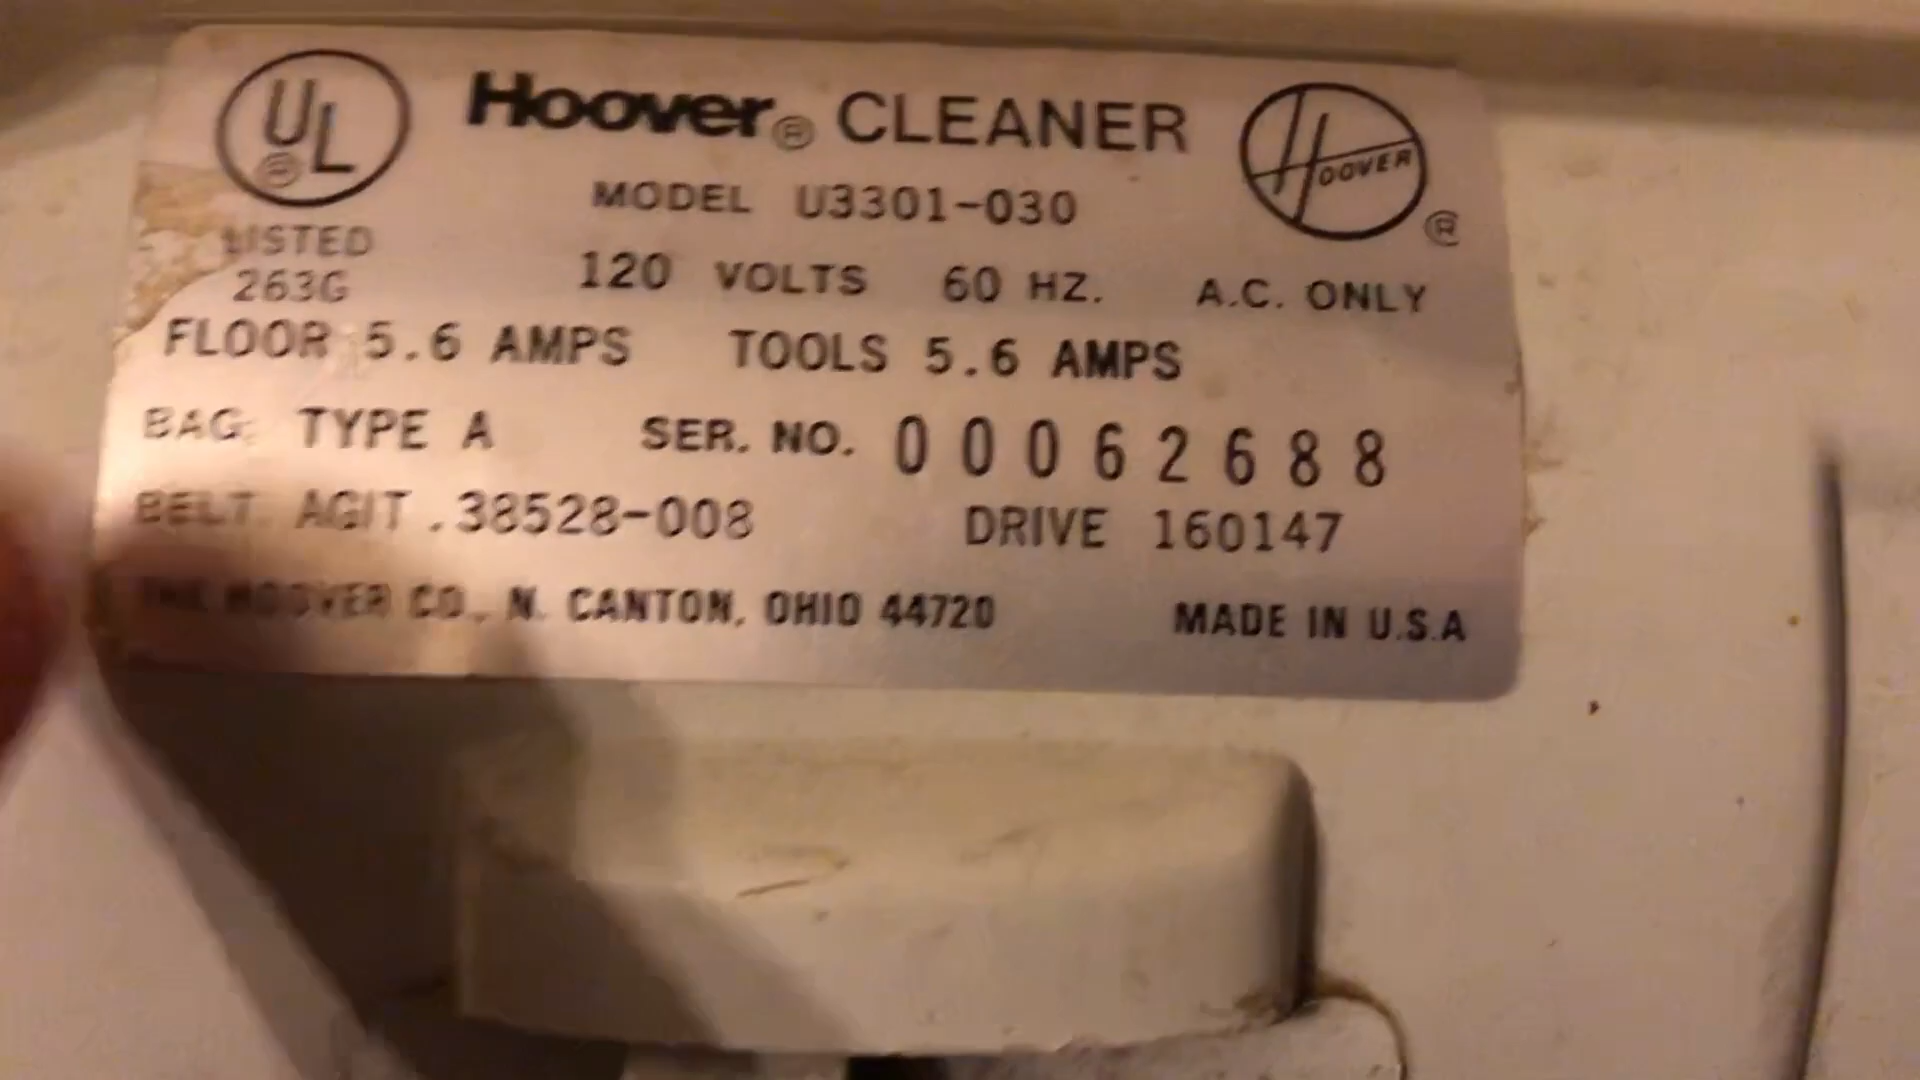 UL®
Hoover® CLEANER
HOOVER®
MODEL U3301-030
LISTED
263G
120 VOLTS 60 HZ. A.C. ONLY
FLOOR 5.6 AMPS TOOLS 5.6 AMPS
BAG: TYPE A SER. NO. 00062688
BELT. AGIT.38528-008 DRIVE 160147
THE HOOVER CO., N. CANTON, OHIO 44720 MADE IN U.S.A